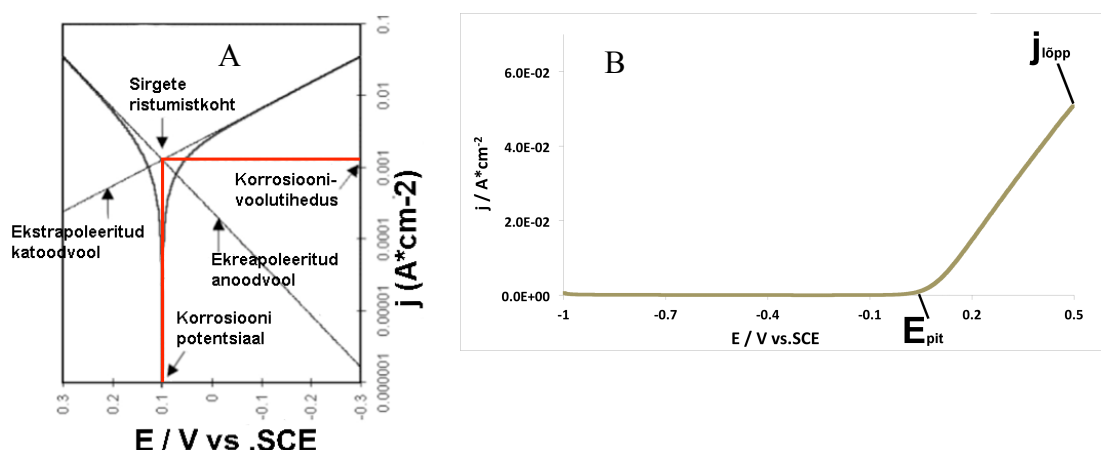 A
Sirgete
ristumistkoht
Korrosiooni-
voolutihedus
Ekstrapoleeritud
katoodvool
Ekreapoleeritud
anoodvool
Korrosiooni
potentsiaal
0.1
0.01
0.001
0.0001
0.00001
0.000001
j (A*cm-2)
0.3 0.2 0.1 0 -0.1 -0.2 -0.3
E / V vs .SCE
B
jlõpp
6.0E-02
4.0E-02
2.0E-02
0.0E+00
j / A*cm-2
-1 -0.7 -0.4 -0.1 0.2 0.5
E / V vs.SCE
Epit